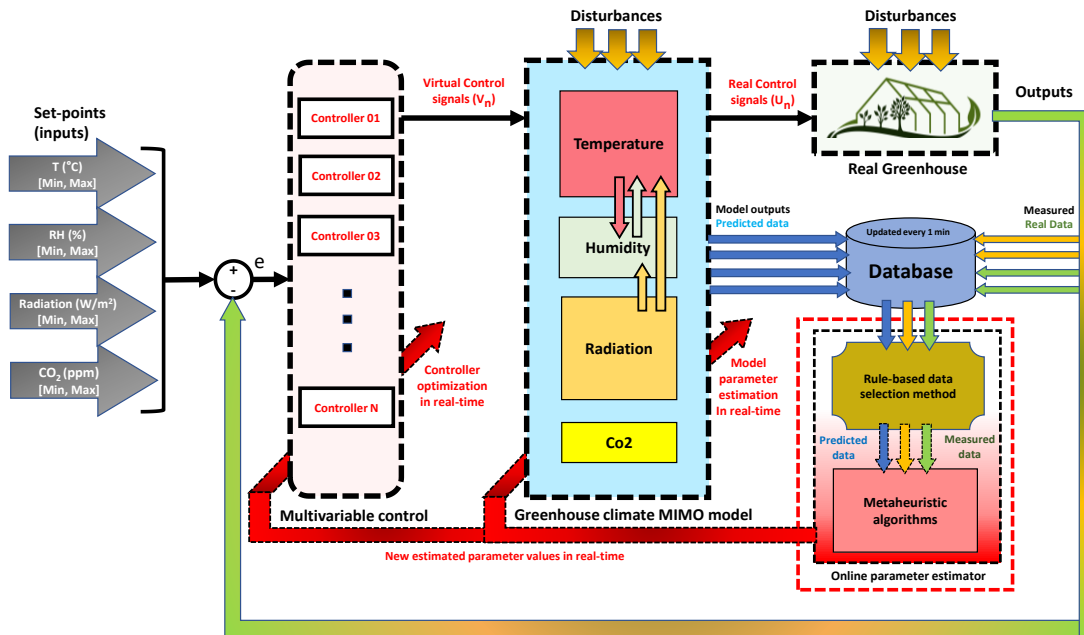 Disturbances
Disturbances
Set-points
(inputs)
T (°C)
[Min, Max]
RH (%)
[Min, Max]
Radiation (W/m²)
[Min, Max]
CO₂ (ppm)
[Min, Max]
+
-
e
Controller 01
Controller 02
Controller 03
Controller N
Virtual Control
signals (Vn)
Controller
optimization
in real-time
Multivariable control
Temperature
Humidity
Radiation
Co2
Greenhouse climate MIMO model
Real Control
signals (Un)
Real Greenhouse
Outputs
Model outputs
Predicted data
Measured
Real Data
Updated every 1 min
Database
Model
parameter
estimation
In real-time
Rule-based data
selection method
Predicted
data
Measured
data
Metaheuristic
algorithms
Online parameter estimator
New estimated parameter values in real-time